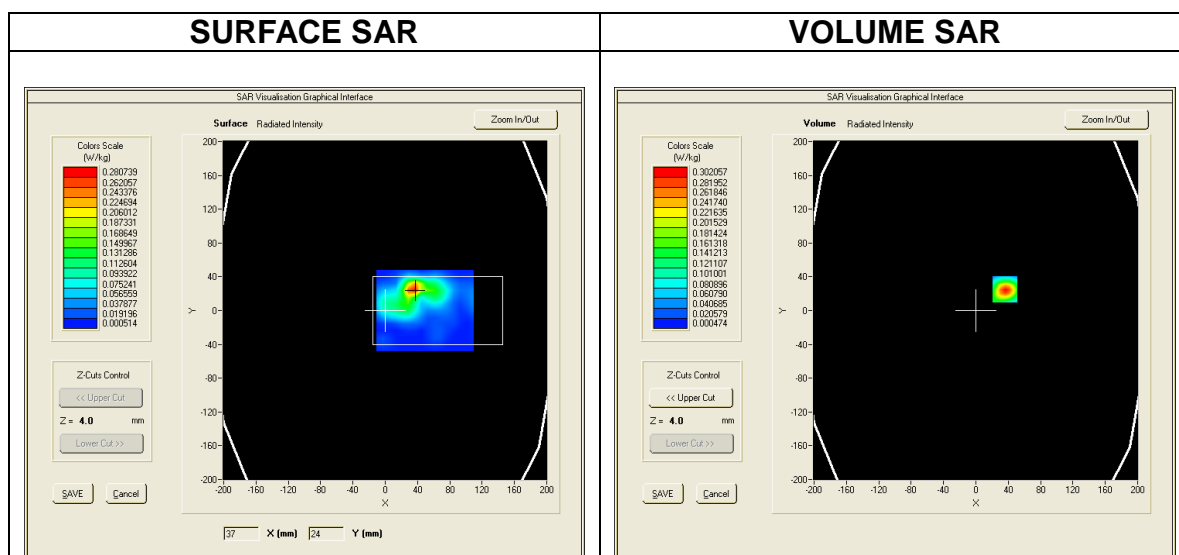 SURFACE SAR
VOLUME SAR
SAR Visualisation Graphical Interface
Surface Radiated Intensity
Zoom In/Out
Colors Scale
(W/kg)
0.280739
0.262057
0.243376
0.224694
0.206012
0.187331
0.168649
0.149967
0.131286
0.112604
0.093922
0.075241
0.056559
0.037877
0.019196
0.000514
200
160
120
80
40
0
-40
-80
-120
-160
-200
Y
-200 -160 -120 -80 -40 0 40 80 120 160 200
X
Z-Cuts Control
<< Upper Cut
Z = 4.0 mm
Lower Cut >>
SAVE Cancel
37 X (mm) 24 Y (mm)
SAR Visualisation Graphical Interface
Volume Radiated Intensity
Zoom In/Out
Colors Scale
(W/kg)
0.302057
0.281952
0.261846
0.241740
0.221635
0.201529
0.181424
0.161318
0.141213
0.121107
0.101001
0.080896
0.060790
0.040685
0.020579
0.000474
200
160
120
80
40
0
-40
-80
-120
-160
-200
Y
-200 -160 -120 -80 -40 0 40 80 120 160 200
X
Z-Cuts Control
<< Upper Cut
Z = 4.0 mm
Lower Cut >>
SAVE Cancel